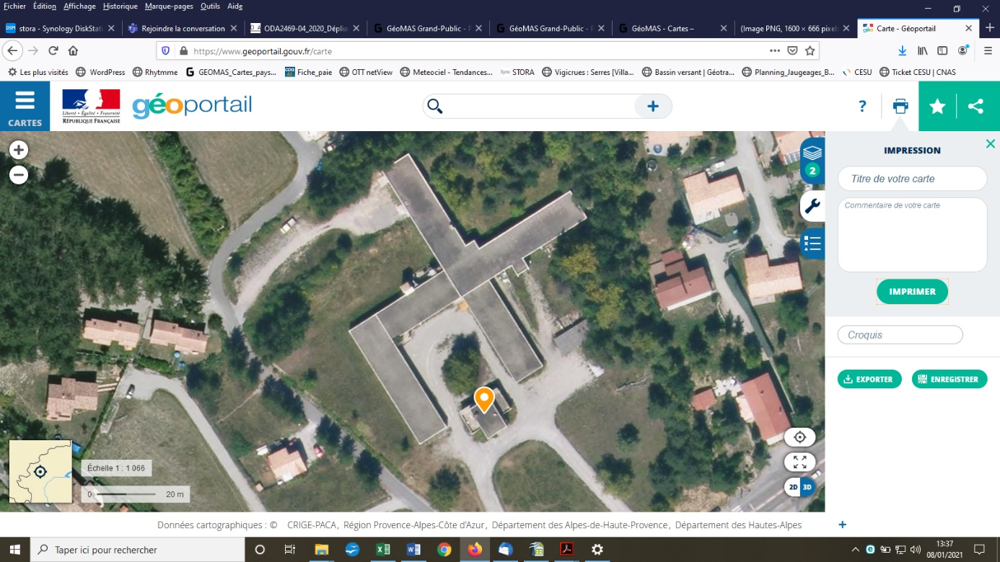 Fichier Édition Affichage Historique Marque-pages Outils Aide
stora - Synology DiskStati
Rejoindre la conversation
ODA2469-04_2020_Dépliar
GéoMAS Grand-Public - P
GéoMAS Grand-Public - P
GéoMAS - Cartes –
(Image PNG, 1600 × 666 pixel
Carte - Géoportail
https://www.geoportail.gouv.fr/carte
Les plus visités WordPress Rhytmme GEOMAS_Cartes_pays... Fiche_paie OTT netView Meteociel - Tendances... STORA Vigicrues : Serres [Villa... Bassin versant | Géotra... Planning_Jaugeages_B... CESU Ticket CESU | CNAS
CARTES
Liberté • Égalité • Fraternité
RÉPUBLIQUE FRANÇAISE
géoportail
+
?
+
−
2
IMPRESSION
Titre de votre carte
Commentaire de votre carte
IMPRIMER
Croquis
EXPORTER
ENREGISTRER
2D 3D
Échelle 1 : 1 066
0 20 m
Données cartographiques : © CRIGE-PACA, Région Provence-Alpes-Côte d'Azur, Département des Alpes-de-Haute-Provence, Département des Hautes-Alpes
+
Taper ici pour rechercher
13:37
08/01/2021